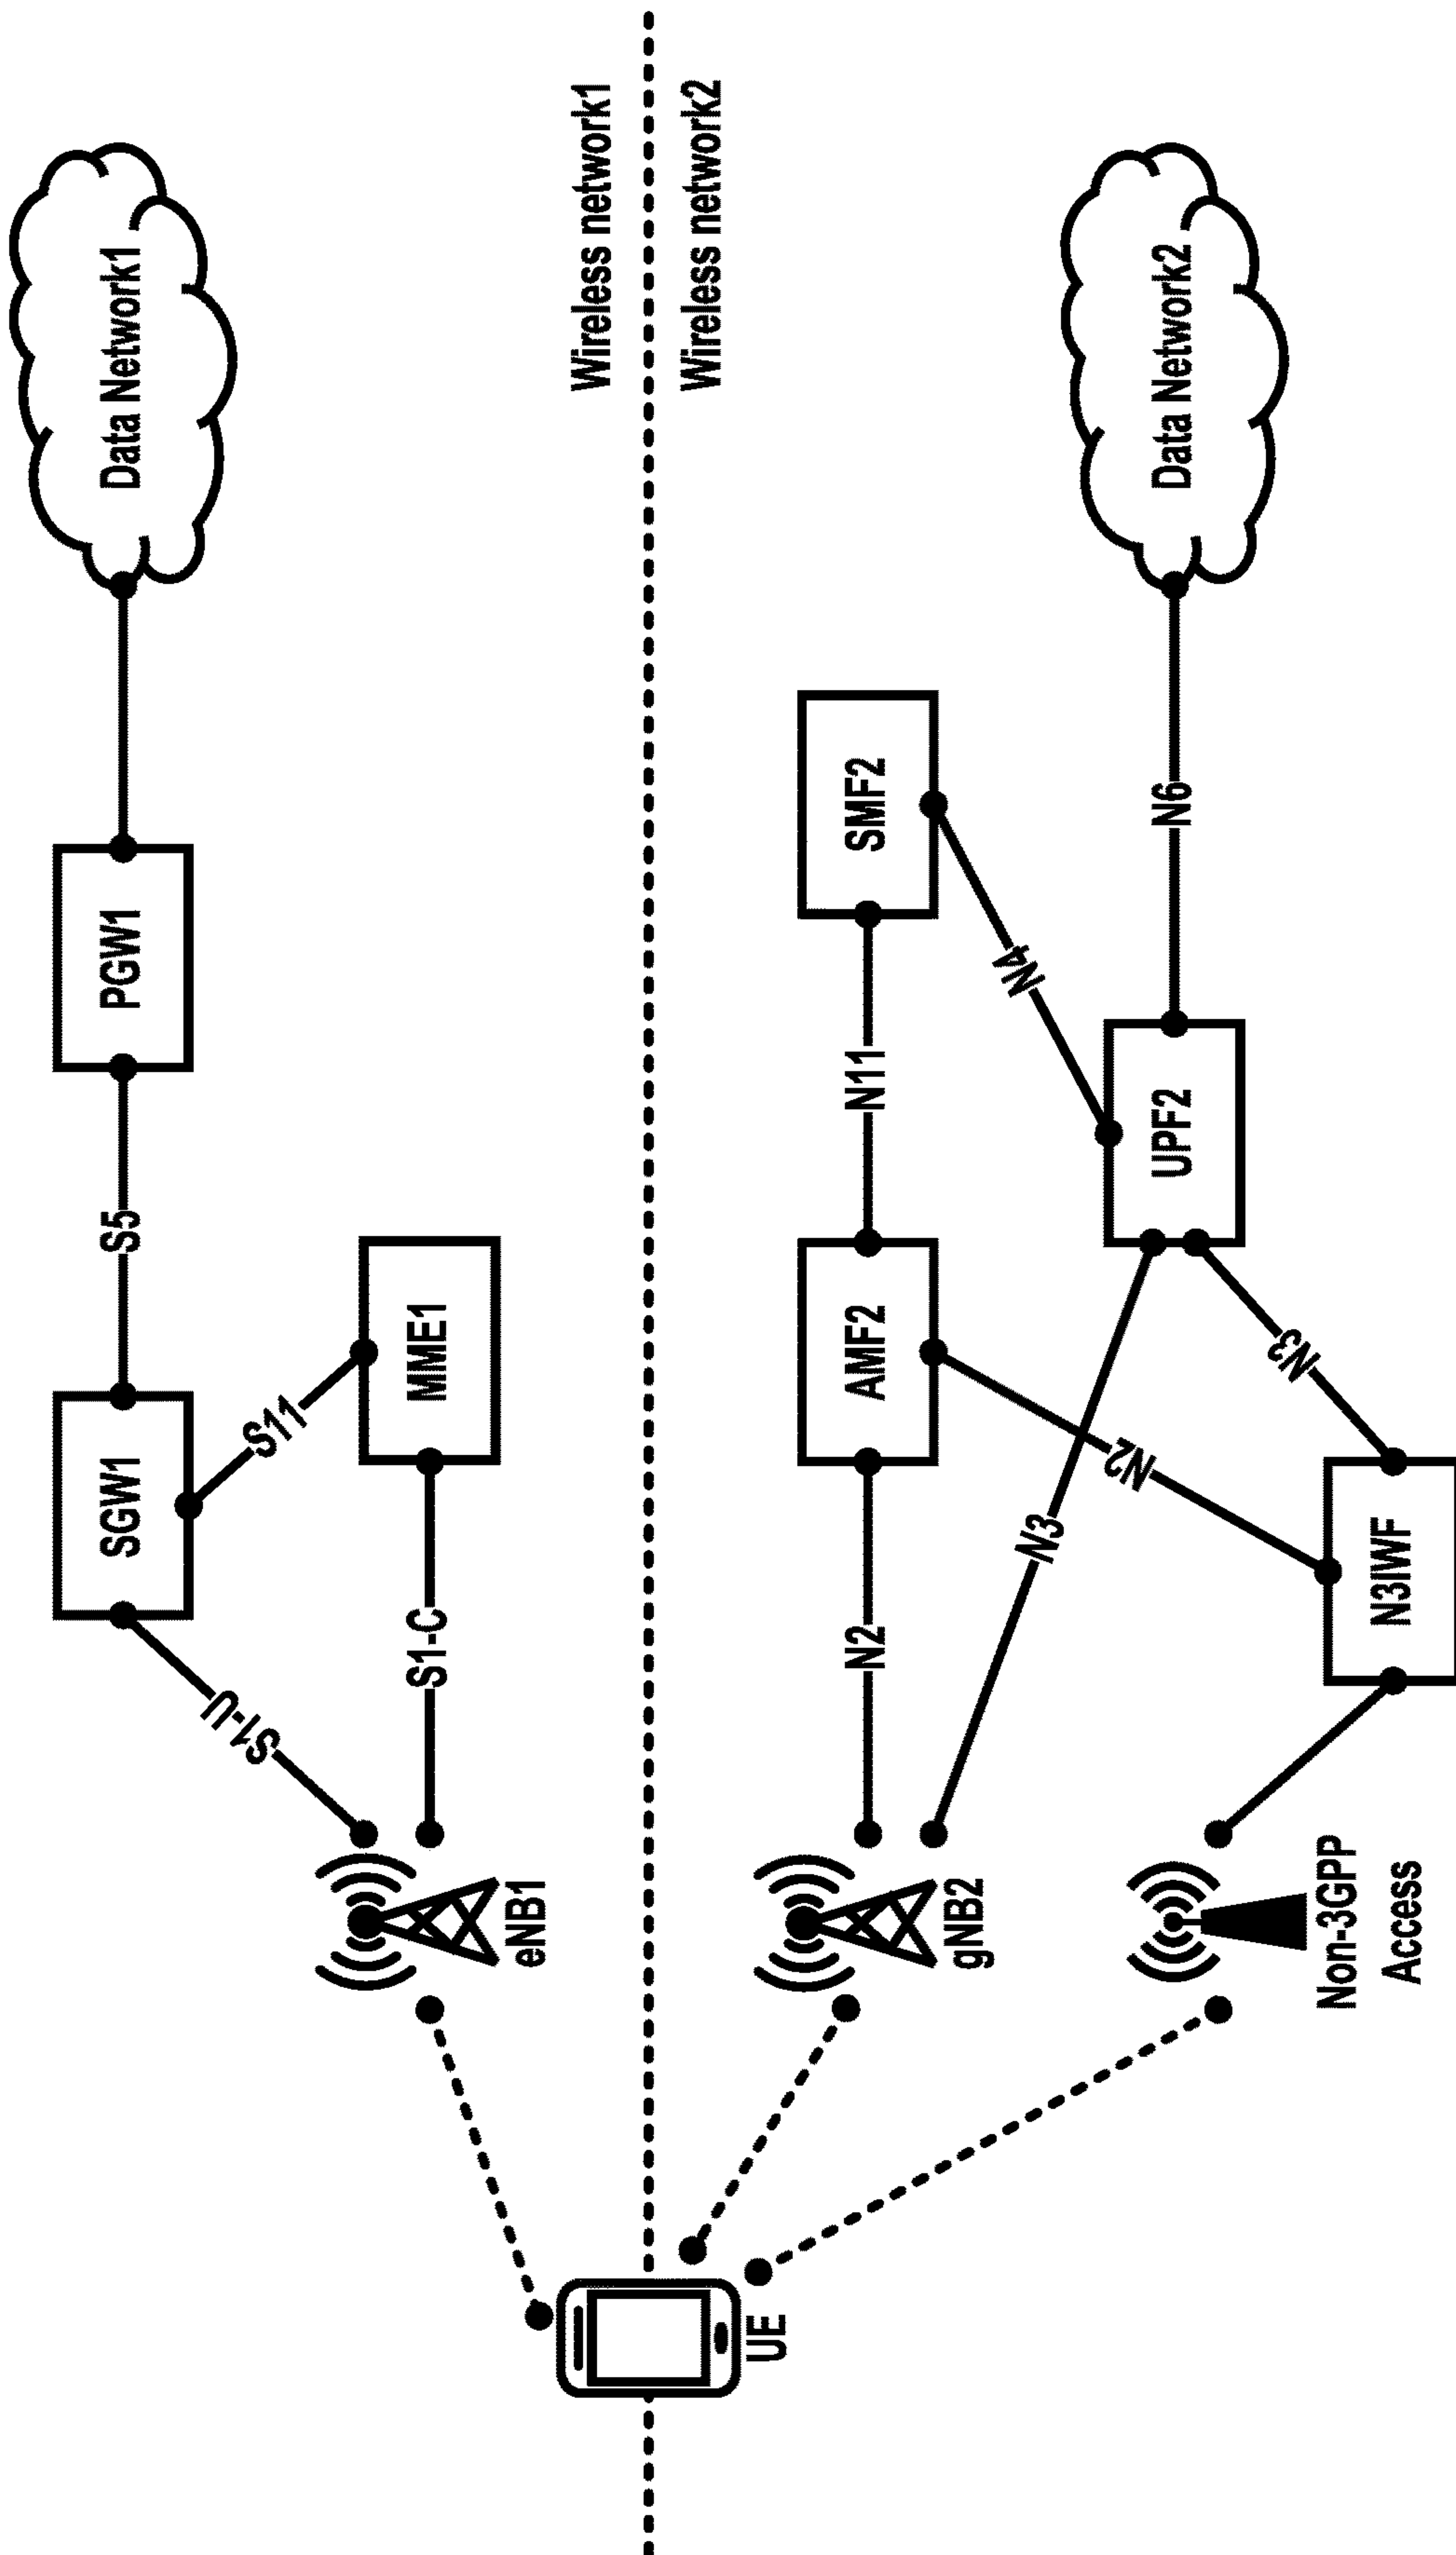 Data Network1
PGW1
S5
SGW1
S11
MME1
S1-U
S1-C
eNB1
Wireless network1
Wireless network2
UE
gNB2
N2
AMF2
N11
SMF2
N4
N3
N2
UPF2
N6
Data Network2
N3
N3IWF
Non-3GPP
Access